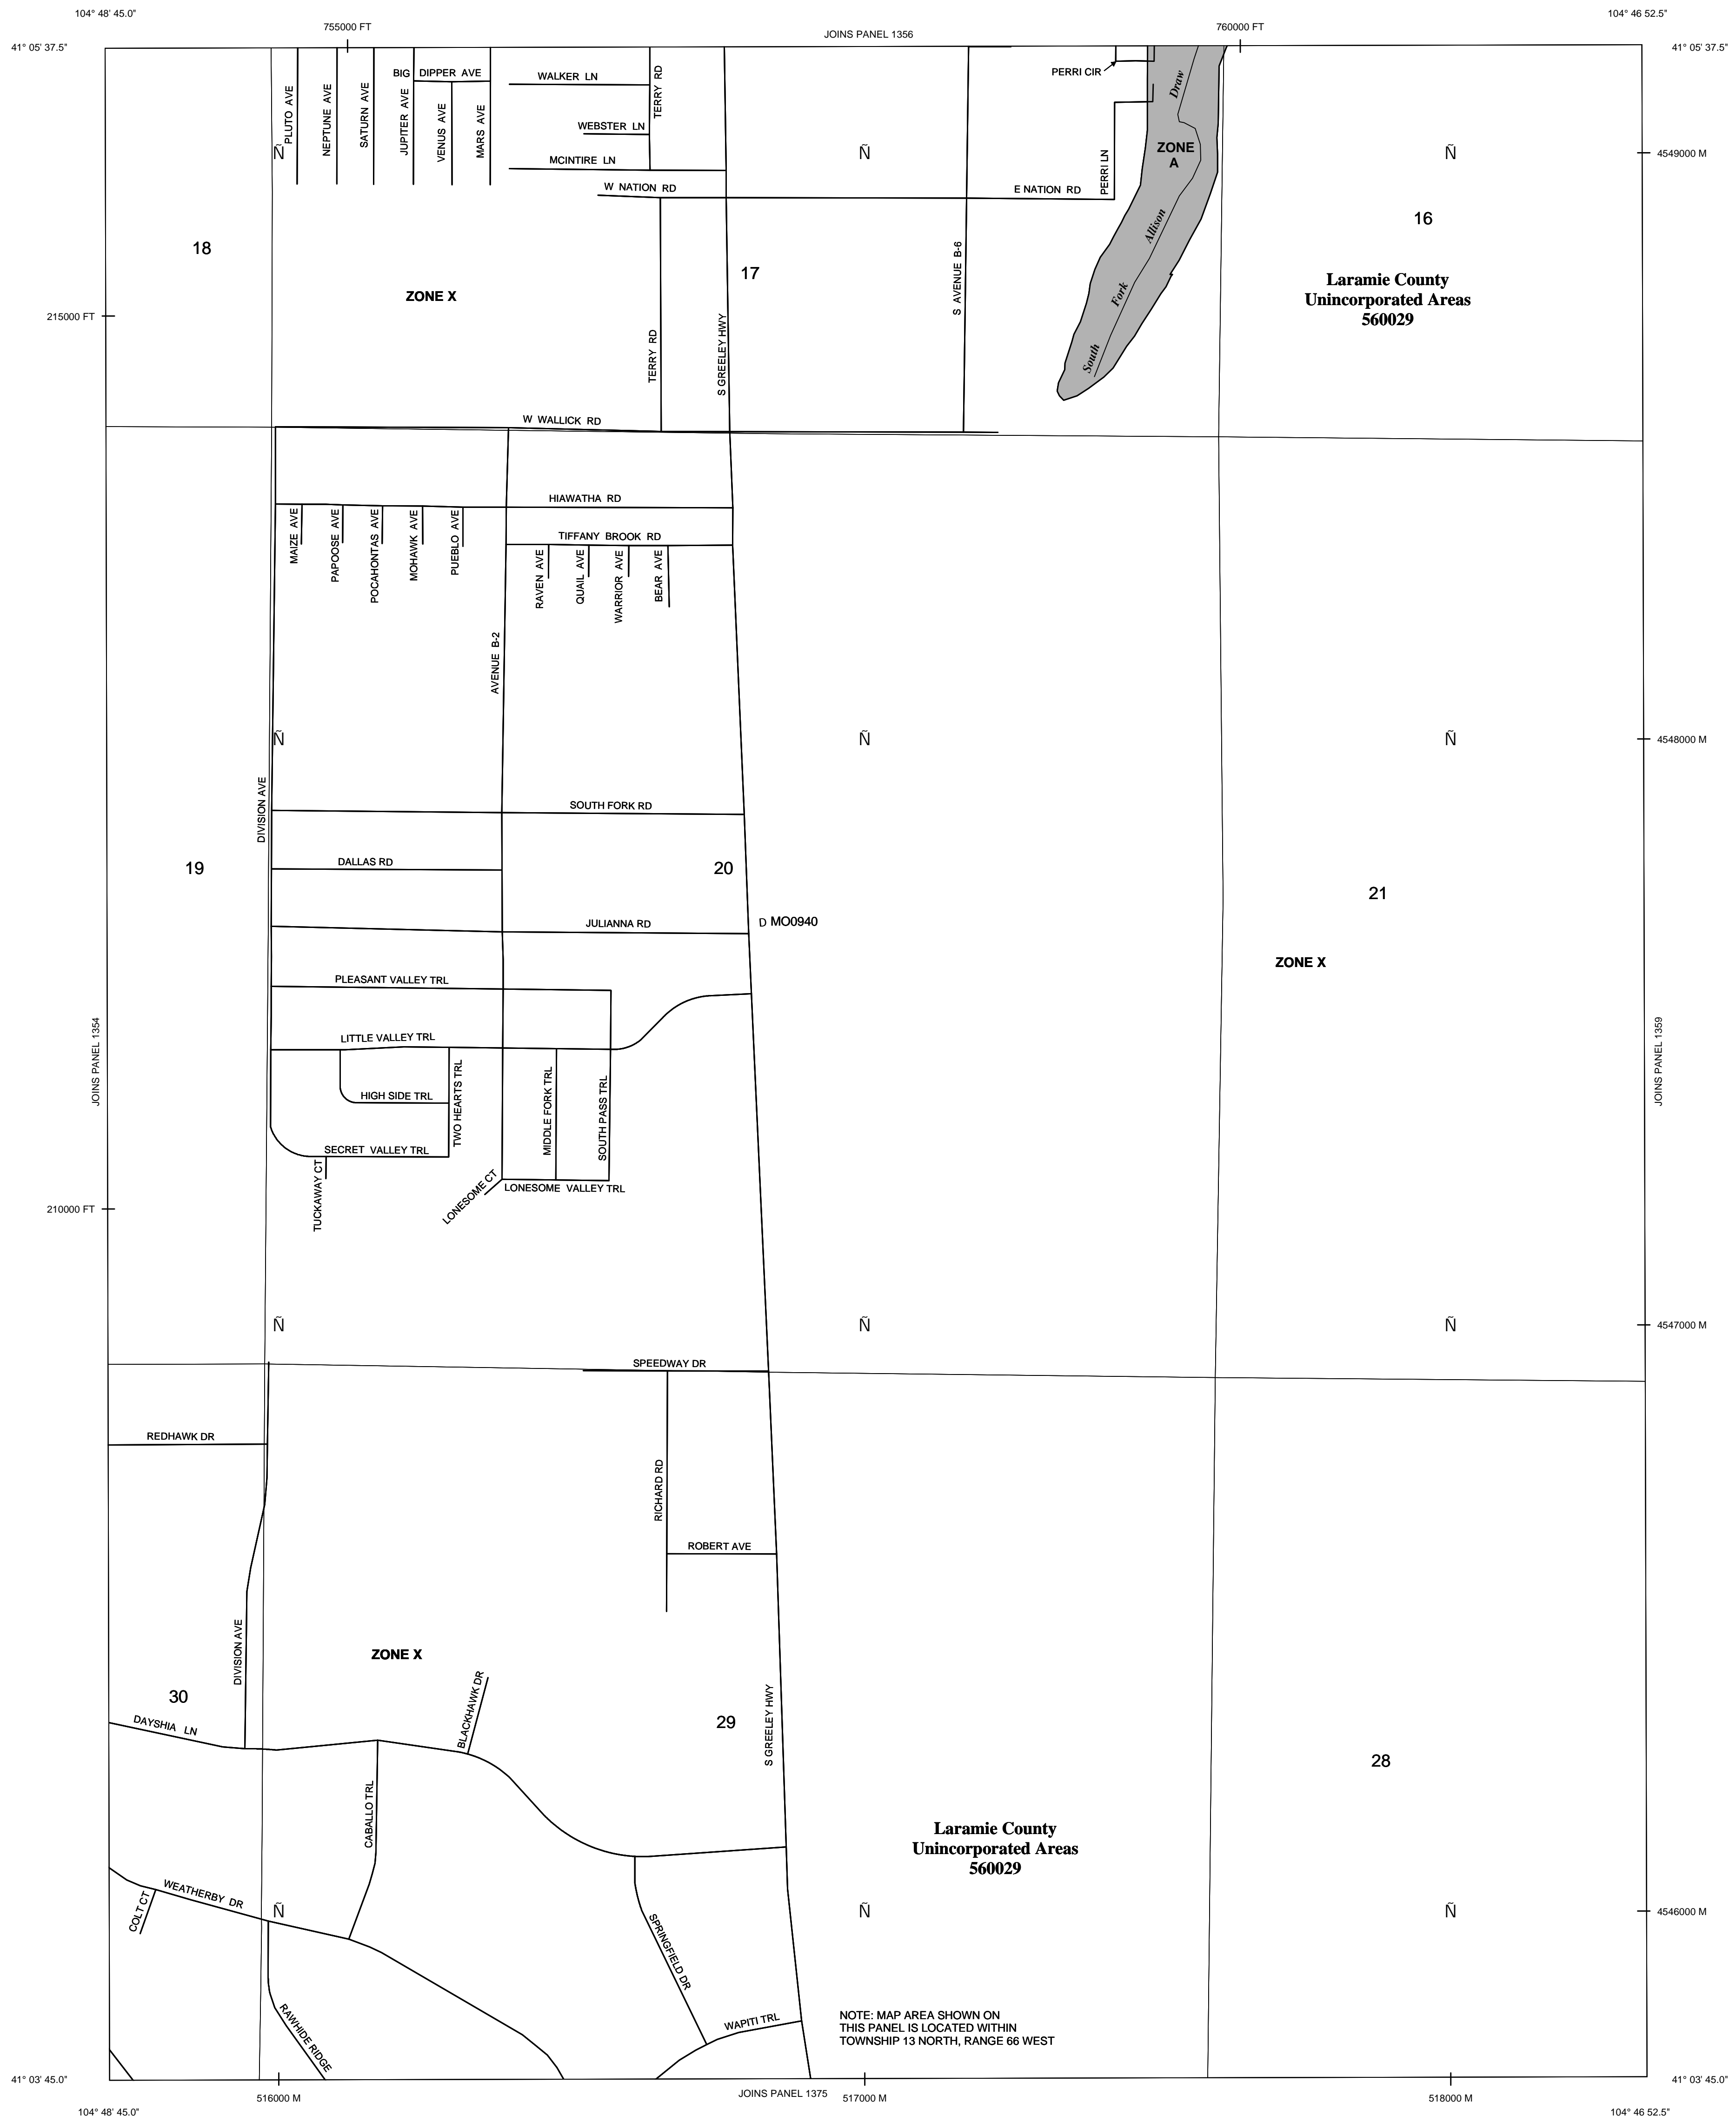 104° 48' 45.0"
755000 FT
JOINS PANEL 1356
760000 FT
104° 46' 52.5"
41° 05' 37.5"
41° 05' 37.5"
BIG DIPPER AVE
PLUTO AVE
NEPTUNE AVE
SATURN AVE
JUPITER AVE
VENUS AVE
MARS AVE
WALKER LN
TERRY RD
WEBSTER LN
MCINTIRE LN
W NATION RD
E NATION RD
PERRI CIR
PERRI LN
Draw
Allison
Fork
South
ZONE
A
Ñ
Ñ
Ñ
4549000 M
18
17
16
ZONE X
Laramie County
Unincorporated Areas
560029
215000 FT
TERRY RD
S GREELEY HWY
S AVENUE B-6
W WALLICK RD
HIAWATHA RD
MAIZE AVE
PAPOOSE AVE
POCAHONTAS AVE
MOHAWK AVE
PUEBLO AVE
TIFFANY BROOK RD
RAVEN AVE
QUAIL AVE
WARRIOR AVE
BEAR AVE
AVENUE B-2
Ñ
Ñ
Ñ
4548000 M
DIVISION AVE
SOUTH FORK RD
DALLAS RD
19
20
21
JULIANNA RD
D MO0940
ZONE X
PLEASANT VALLEY TRL
LITTLE VALLEY TRL
JOINS PANEL 1354
JOINS PANEL 1359
HIGH SIDE TRL
TWO HEARTS TRL
MIDDLE FORK TRL
SOUTH PASS TRL
SECRET VALLEY TRL
TUCKAWAY CT
LONESOME CT
LONESOME VALLEY TRL
210000 FT
Ñ
Ñ
Ñ
4547000 M
SPEEDWAY DR
REDHAWK DR
RICHARD RD
ROBERT AVE
DIVISION AVE
ZONE X
30
29
28
DAYSHIA LN
BLACKHAWK DR
S GREELEY HWY
CABALLO TRL
Laramie County
Unincorporated Areas
560029
WEATHERBY DR
COLT CT
Ñ
Ñ
Ñ
4546000 M
SPRINGFIELD DR
RAWHIDE RIDGE
WAPITI TRL
NOTE: MAP AREA SHOWN ON
THIS PANEL IS LOCATED WITHIN
TOWNSHIP 13 NORTH, RANGE 66 WEST
41° 03' 45.0"
41° 03' 45.0"
516000 M
JOINS PANEL 1375
517000 M
518000 M
104° 48' 45.0"
104° 46' 52.5"